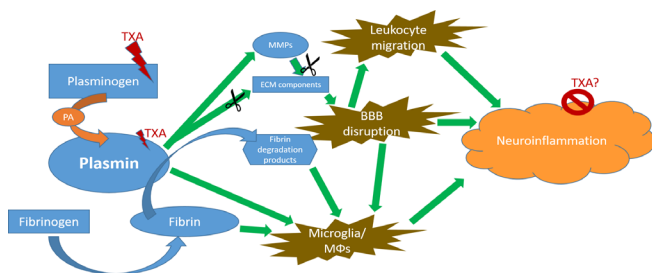 TXA
Plasminogen
PA
TXA
Plasmin
Fibrinogen
Fibrin
MMPs
ECM components
Fibrin
degradation
products
Leukocyte
migration
BBB
disruption
Microglia/
MΦs
TXA?
Neuroinflammation